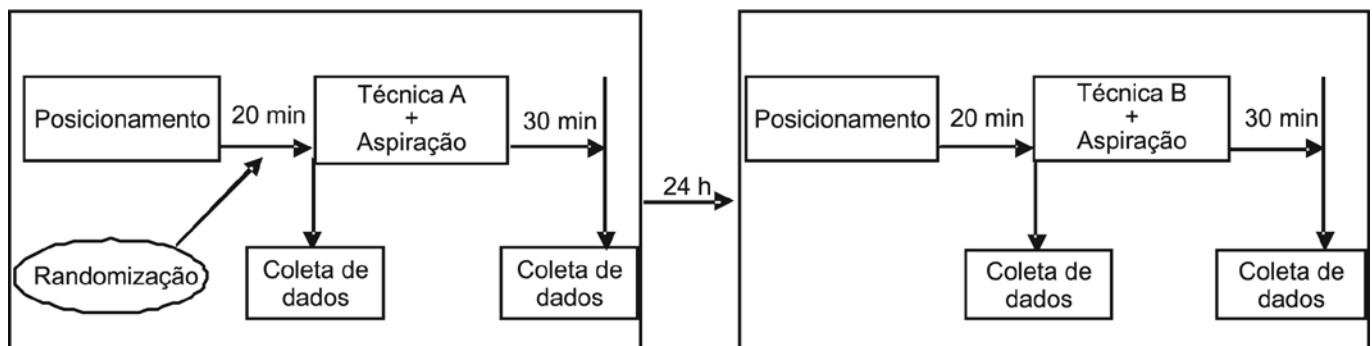 Posicionamento
20 min
Técnica A
+
Aspiração
30 min
Randomização
Coleta de
dados
Coleta de
dados
24 h
Posicionamento
20 min
Técnica B
+
Aspiração
30 min
Coleta de
dados
Coleta de
dados